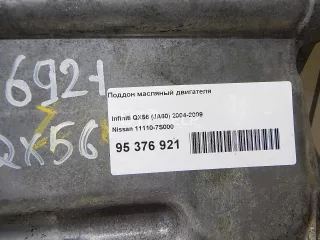 6921
QX56
Поддон масляный двигателя
Infiniti QX56 (JA60) 2004-2009
Nissan 11110-7S000
95 376 921